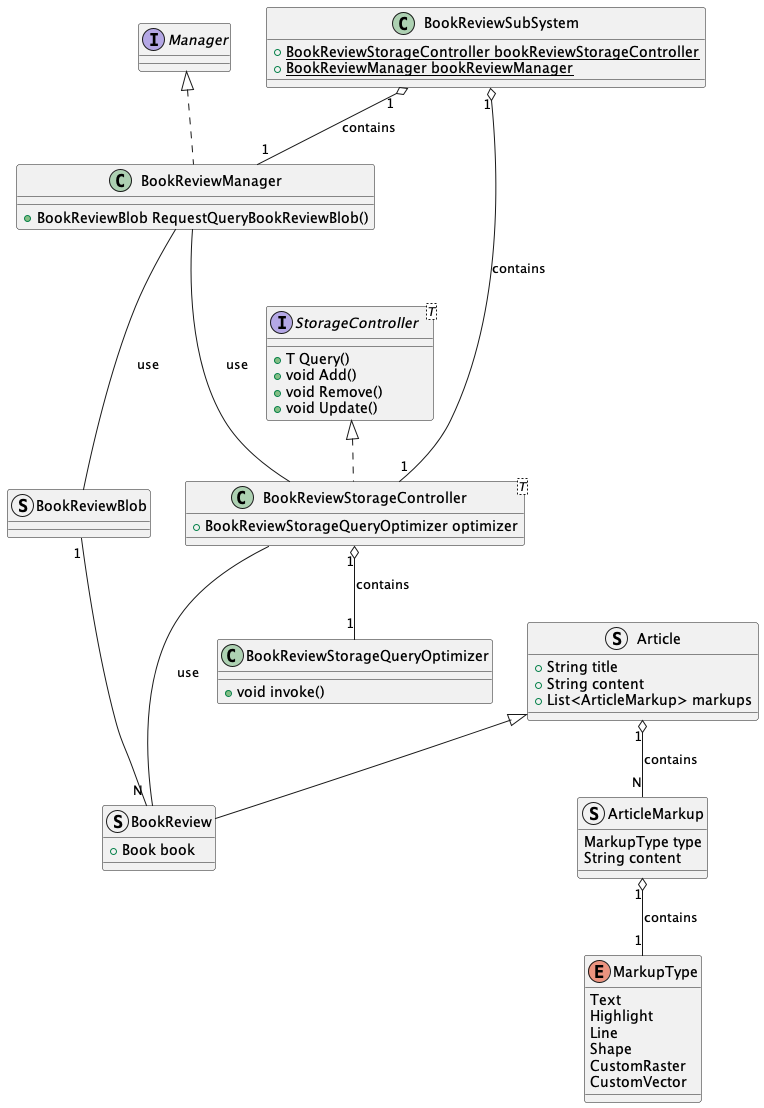 I Manager
C BookReviewSubSystem
BookReviewStorageController bookReviewStorageController
BookReviewManager bookReviewManager
1
1
contains
1
C BookReviewManager
BookReviewBlob RequestQueryBookReviewBlob()
contains
I StorageController T
T Query()
void Add()
void Remove()
void Update()
use
use
1
C BookReviewStorageController T
BookReviewStorageQueryOptimizer optimizer
S BookReviewBlob
1
1
contains
1
C BookReviewStorageQueryOptimizer
void invoke()
use
S Article
String title
String content
List<ArticleMarkup> markups
1
contains
N
N
S BookReview
Book book
S ArticleMarkup
MarkupType type
String content
1
contains
1
E MarkupType
Text
Highlight
Line
Shape
CustomRaster
CustomVector